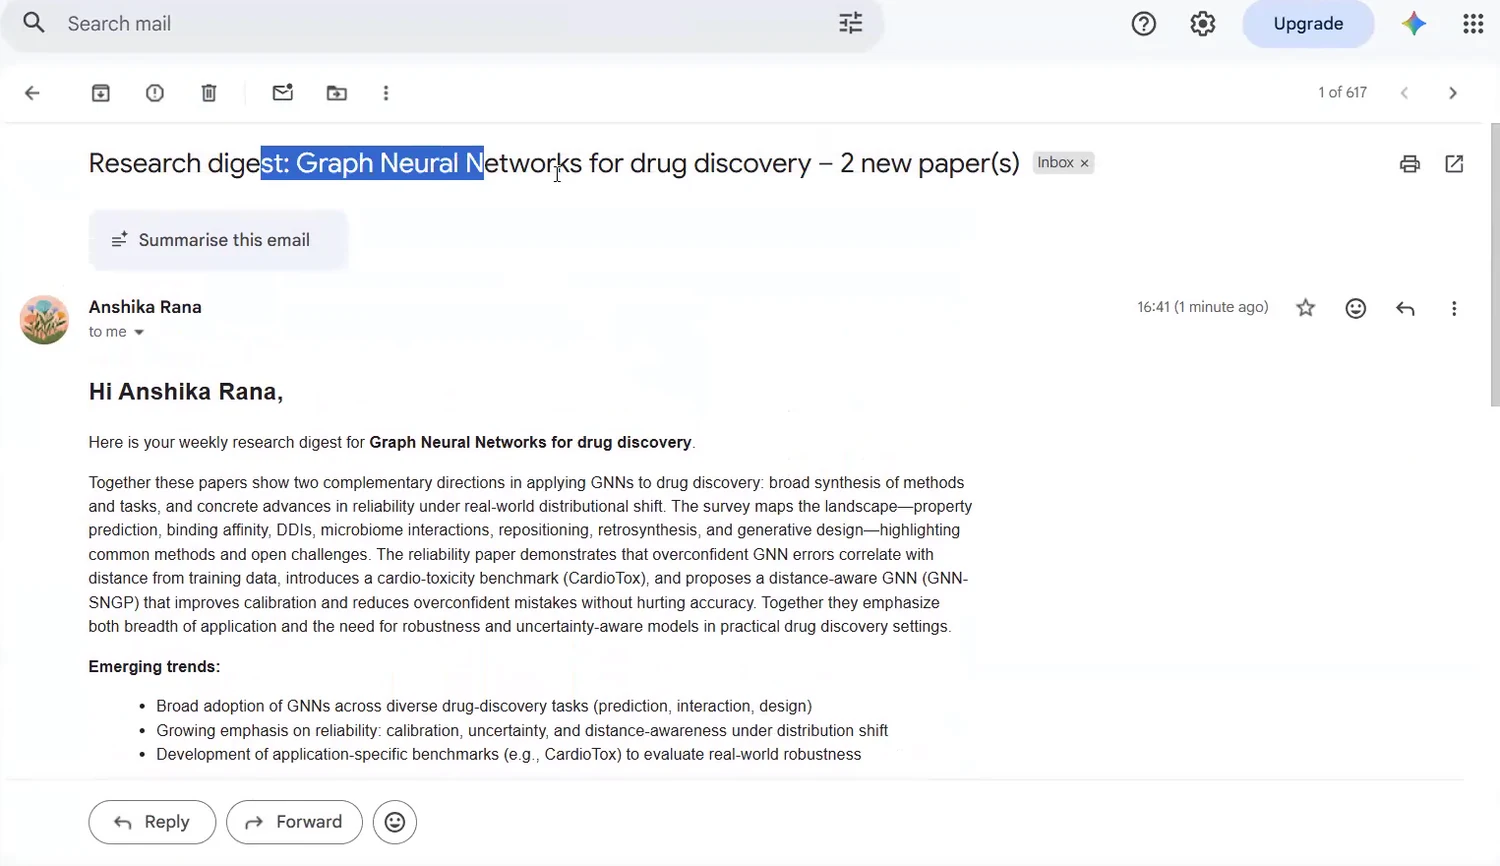 Search mail
Upgrade
1 of 617
Research digest: Graph Neural Networks for drug discovery – 2 new paper(s) Inbox ×
Summarise this email
Anshika Rana
16:41 (1 minute ago)
to me
Hi Anshika Rana,
Here is your weekly research digest for Graph Neural Networks for drug discovery.
Together these papers show two complementary directions in applying GNNs to drug discovery: broad synthesis of methods
and tasks, and concrete advances in reliability under real-world distributional shift. The survey maps the landscape—property
prediction, binding affinity, DDIs, microbiome interactions, repositioning, retrosynthesis, and generative design—highlighting
common methods and open challenges. The reliability paper demonstrates that overconfident GNN errors correlate with
distance from training data, introduces a cardio-toxicity benchmark (CardioTox), and proposes a distance-aware GNN (GNN-
SNGP) that improves calibration and reduces overconfident mistakes without hurting accuracy. Together they emphasize
both breadth of application and the need for robustness and uncertainty-aware models in practical drug discovery settings.
Emerging trends:
• Broad adoption of GNNs across diverse drug-discovery tasks (prediction, interaction, design)
• Growing emphasis on reliability: calibration, uncertainty, and distance-awareness under distribution shift
• Development of application-specific benchmarks (e.g., CardioTox) to evaluate real-world robustness
Reply
Forward